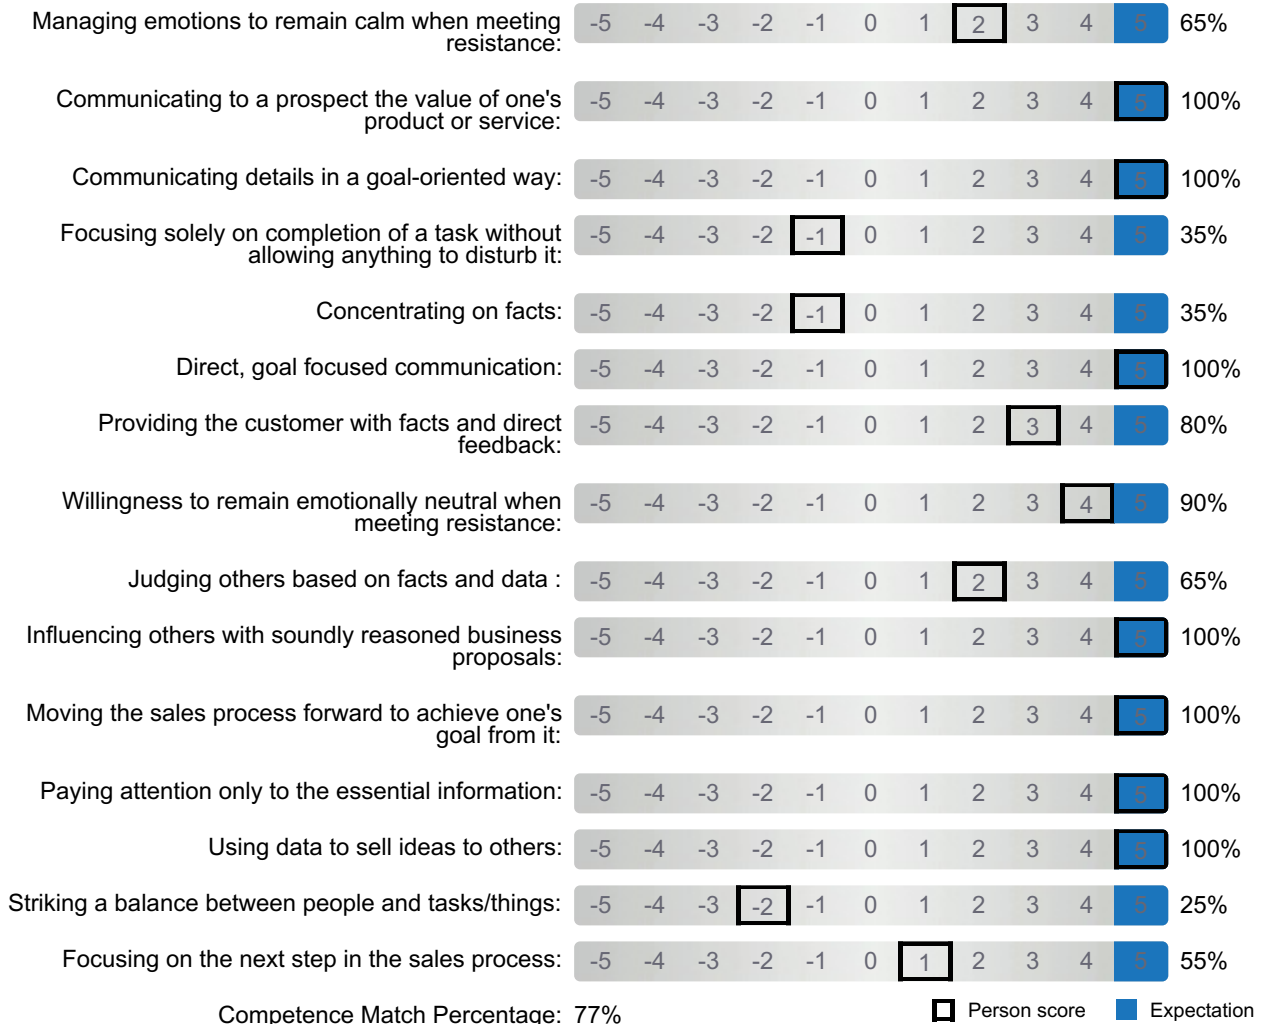 Managing emotions to remain calm when meeting
resistance:
-5 -4 -3 -2 -1 0 1 2 3 4 5 65%
Communicating to a prospect the value of one's
product or service:
-5 -4 -3 -2 -1 0 1 2 3 4 5 100%
Communicating details in a goal-oriented way:
-5 -4 -3 -2 -1 0 1 2 3 4 5 100%
Focusing solely on completion of a task without
allowing anything to disturb it:
-5 -4 -3 -2 -1 0 1 2 3 4 5 35%
Concentrating on facts:
-5 -4 -3 -2 -1 0 1 2 3 4 5 35%
Direct, goal focused communication:
-5 -4 -3 -2 -1 0 1 2 3 4 5 100%
Providing the customer with facts and direct
feedback:
-5 -4 -3 -2 -1 0 1 2 3 4 5 80%
Willingness to remain emotionally neutral when
meeting resistance:
-5 -4 -3 -2 -1 0 1 2 3 4 5 90%
Judging others based on facts and data :
-5 -4 -3 -2 -1 0 1 2 3 4 5 65%
Influencing others with soundly reasoned business
proposals:
-5 -4 -3 -2 -1 0 1 2 3 4 5 100%
Moving the sales process forward to achieve one's
goal from it:
-5 -4 -3 -2 -1 0 1 2 3 4 5 100%
Paying attention only to the essential information:
-5 -4 -3 -2 -1 0 1 2 3 4 5 100%
Using data to sell ideas to others:
-5 -4 -3 -2 -1 0 1 2 3 4 5 100%
Striking a balance between people and tasks/things:
-5 -4 -3 -2 -1 0 1 2 3 4 5 25%
Focusing on the next step in the sales process:
-5 -4 -3 -2 -1 0 1 2 3 4 5 55%
Competence Match Percentage: 77%
Person score Expectation